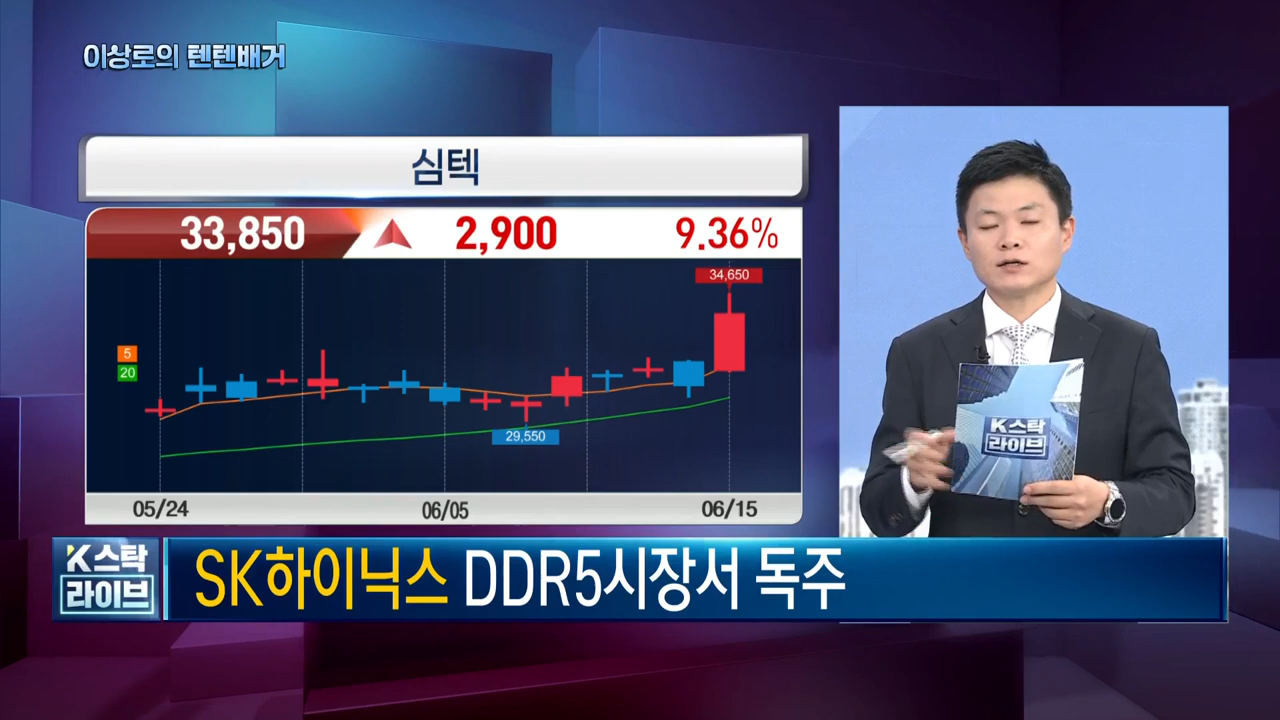 이상로의 텐텐배거
심텍
33,850 2,900 9.36%
34,650
5
20
29,550
05/24 06/05 06/15
K스탁
라이브
K스탁
라이브
SK하이닉스 DDR5시장서 독주